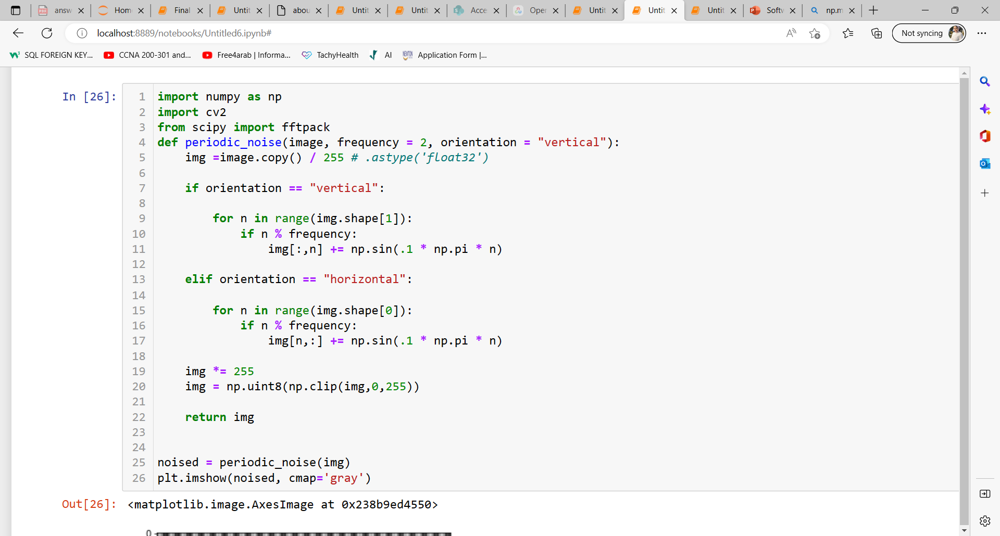 answ
Hom
Final
Untit
abou
Untit
Untit
Acce
Oper
Untit
Untit
Untit
Softv
np.m
localhost:8889/notebooks/Untitled6.ipynb#
Not syncing
SQL FOREIGN KEY...
CCNA 200-301 and...
Free4arab | Informa...
TachyHealth
AI
Application Form |...
In [26]:
1 import numpy as np
2 import cv2
3 from scipy import fftpack
4 def periodic_noise(image, frequency = 2, orientation = "vertical"):
5     img =image.copy() / 255 # .astype('float32')
6
7     if orientation == "vertical":
8
9         for n in range(img.shape[1]):
10             if n % frequency:
11                 img[:,n] += np.sin(.1 * np.pi * n)
12
13     elif orientation == "horizontal":
14
15         for n in range(img.shape[0]):
16             if n % frequency:
17                 img[n,:] += np.sin(.1 * np.pi * n)
18
19     img *= 255
20     img = np.uint8(np.clip(img,0,255))
21
22     return img
23
24
25 noised = periodic_noise(img)
26 plt.imshow(noised, cmap='gray')
Out[26]: <matplotlib.image.AxesImage at 0x238b9ed4550>
0